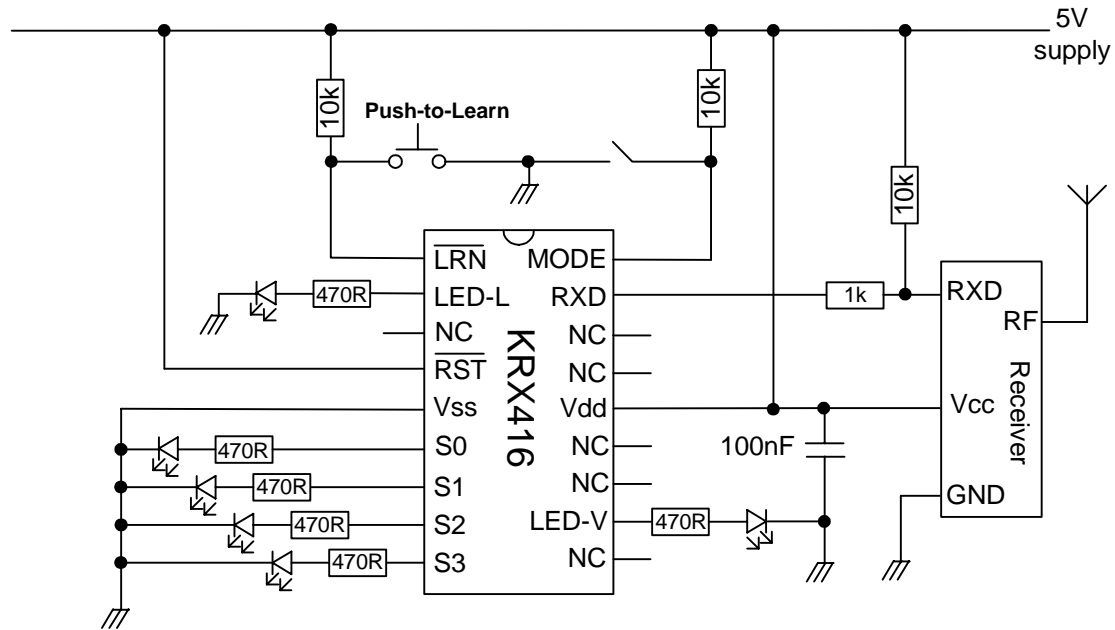 5V
supply
10k
10k
Push-to-Learn
10k
LRN
MODE
470R
LED-L
RXD
1k
RXD
NC
NC
RF
RST
NC
Vss
Vdd
Vcc
KRX416
Receiver
470R
S0
NC
100nF
470R
S1
NC
GND
470R
S2
LED-V
470R
470R
S3
NC